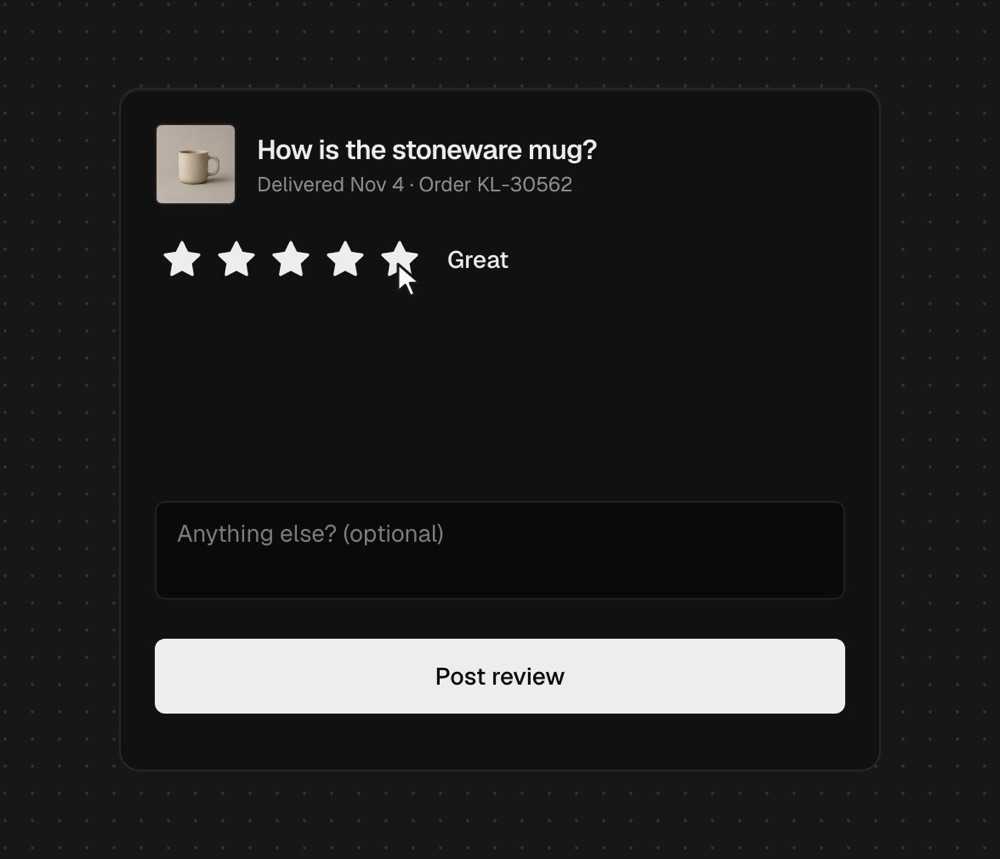 How is the stoneware mug?
Delivered Nov 4 · Order KL-30562
Great
Anything else? (optional)
Post review